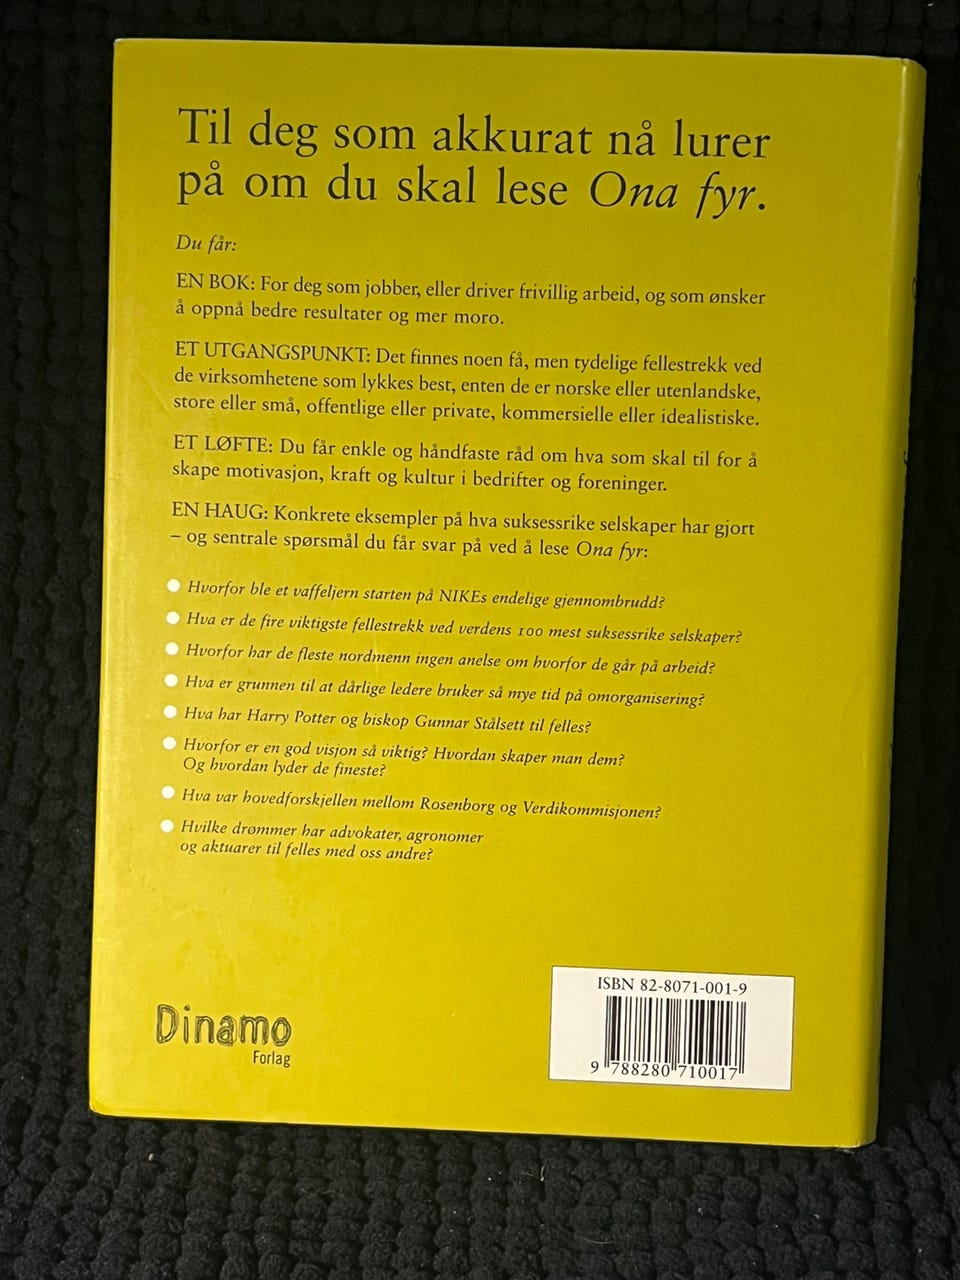 Til deg som akkurat nå lurer
på om du skal lese Ona fyr.
Du får:
EN BOK: For deg som jobber, eller driver frivillig arbeid, og som ønsker
å oppnå bedre resultater og mer moro.
ET UTGANGSPUNKT: Det finnes noen få, men tydelige fellestrekk ved
de virksomhetene som lykkes best, enten de er norske eller utenlandske,
store eller små, offentlige eller private, kommersielle eller idealistiske.
ET LØFTE: Du får enkle og håndfaste råd om hva som skal til for å
skape motivasjon, kraft og kultur i bedrifter og foreninger.
EN HAUG: Konkrete eksempler på hva suksessrike selskaper har gjort
– og sentrale spørsmål du får svar på ved å lese Ona fyr:
Hvorfor ble et vaffeljern starten på NIKEs endelige gjennombrudd?
Hva er de fire viktigste fellestrekk ved verdens 100 mest suksessrike selskaper?
Hvorfor har de fleste nordmenn ingen anelse om hvorfor de går på arbeid?
Hva er grunnen til at dårlige ledere bruker så mye tid på omorganisering?
Hva har Harry Potter og biskop Gunnar Stålsett til felles?
Hvorfor er en god visjon så viktig? Hvordan skaper man dem?
Og hvordan lyder de fineste?
Hva var hovedforskjellen mellom Rosenborg og Verdikommisjonen?
Hvilke drømmer har advokater, agronomer
og aktuarer til felles med oss andre?
Dinamo
Forlag
ISBN 82-8071-001-9
9 788280 710017